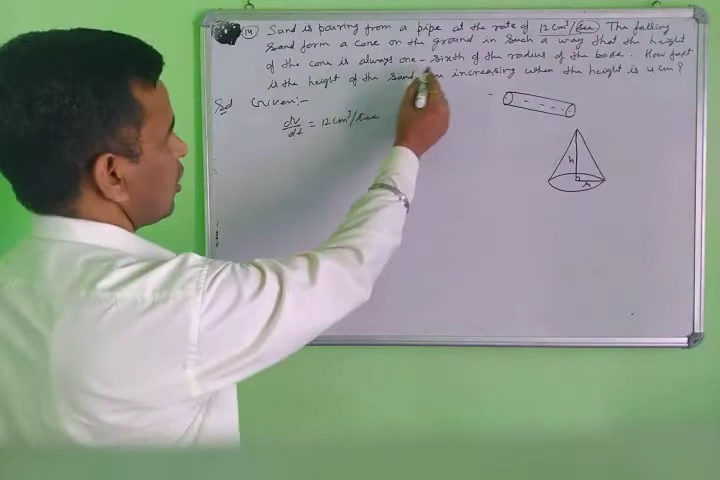 14 Sand is pouring from a pipe at the rate of 12 cm³/sec. The falling
sand form a cone on the ground in such a way that the height
of the cone is always one-sixth of the radius of the base. How fast
is the height of the sand increasing when the height is 4 cm?
Sol Given:-
dv/dt = 12 cm³/sec
h
r